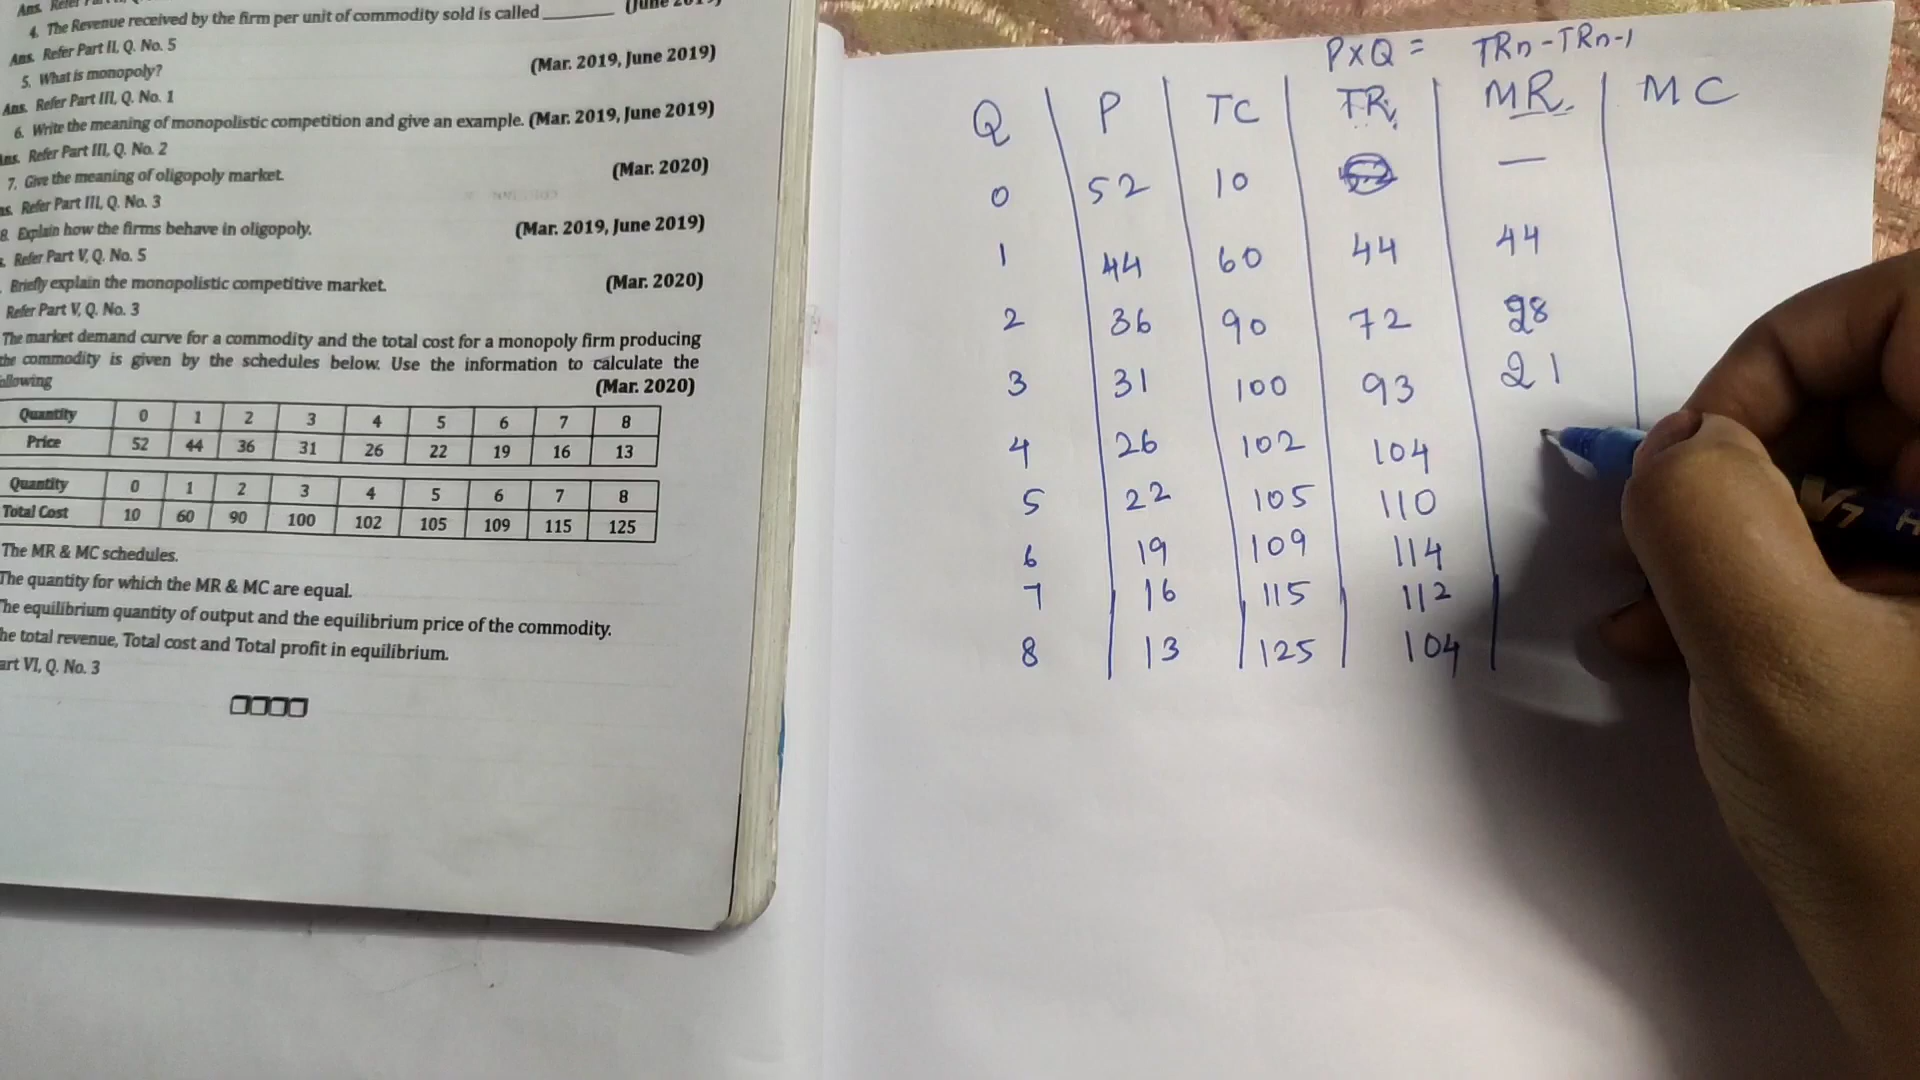 Ans. Refer
4. The Revenue received by the firm per unit of commodity sold is called ________ (June 2019)
Ans. Refer Part II, Q. No. 5
5. What is monopoly? (Mar. 2019, June 2019)
Ans. Refer Part III, Q. No. 1
6. Write the meaning of monopolistic competition and give an example. (Mar. 2019, June 2019)
ns. Refer Part III, Q. No. 2
7. Give the meaning of oligopoly market. (Mar. 2020)
s. Refer Part III, Q. No. 3
8. Explain how the firms behave in oligopoly. (Mar. 2019, June 2019)
. Refer Part V, Q. No. 5
. Briefly explain the monopolistic competitive market. (Mar. 2020)
Refer Part V, Q. No. 3
The market demand curve for a commodity and the total cost for a monopoly firm producing
the commodity is given by the schedules below. Use the information to calculate the
ollowing (Mar. 2020)
Quantity 0 1 2 3 4 5 6 7 8
Price 52 44 36 31 26 22 19 16 13
Quantity 0 1 2 3 4 5 6 7 8
Total Cost 10 60 90 100 102 105 109 115 125
The MR & MC schedules.
The quantity for which the MR & MC are equal.
The equilibrium quantity of output and the equilibrium price of the commodity.
he total revenue, Total cost and Total profit in equilibrium.
art VI, Q. No. 3
P×Q = TRn-TRn-1
Q P TC TR MR MC
0 52 10 —
1 44 60 44 44
2 36 90 72 28
3 31 100 93 21
4 26 102 104
5 22 105 110
6 19 109 114
7 16 115 112
8 13 125 104
V7 H